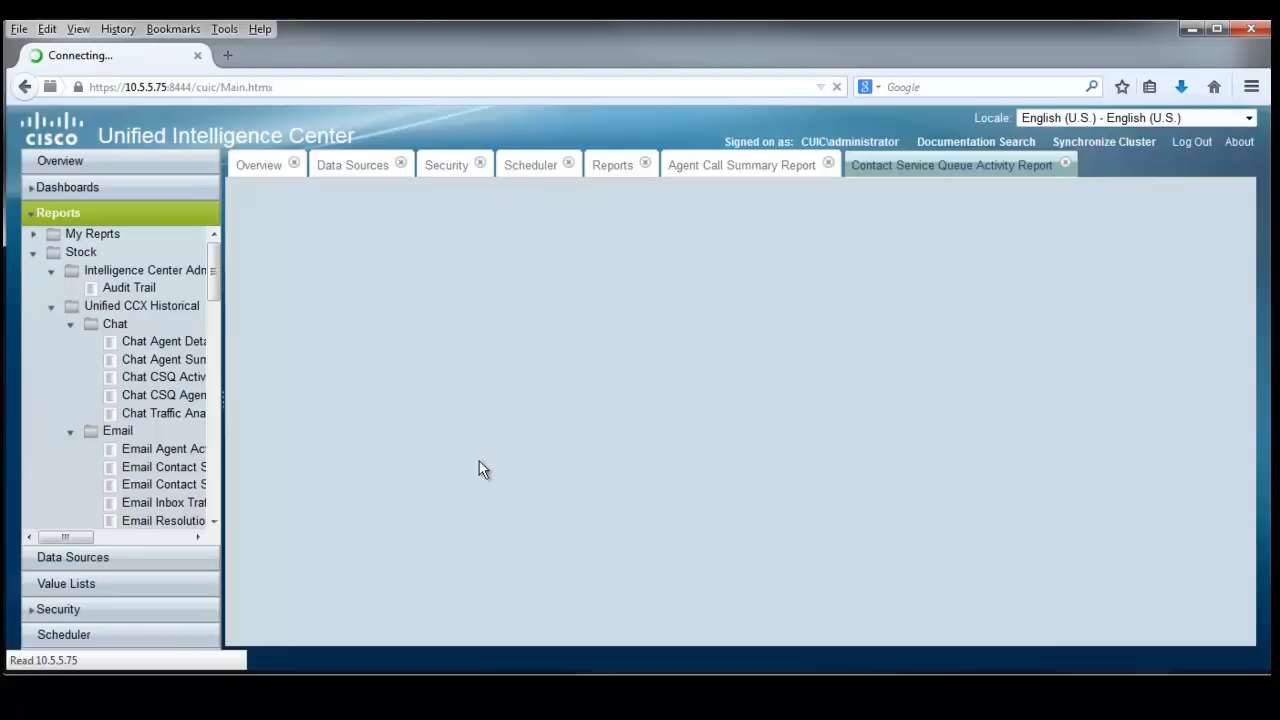 File Edit View History Bookmarks Tools Help
Connecting...
https://10.5.5.75:8444/cuic/Main.htmx
Google
Locale: English (U.S.) - English (U.S.)
CISCO Unified Intelligence Center
Signed on as: CUIC\administrator Documentation Search Synchronize Cluster Log Out About
Overview Data Sources Security Scheduler Reports Agent Call Summary Report Contact Service Queue Activity Report
Overview
Dashboards
Reports
My Reprts
Stock
Intelligence Center Adn
Audit Trail
Unified CCX Historical
Chat
Chat Agent Deta
Chat Agent Sum
Chat CSQ Activ
Chat CSQ Agen
Chat Traffic Ana
Email
Email Agent Ac
Email Contact S
Email Contact S
Email Inbox Traf
Email Resolutio
Data Sources
Value Lists
Security
Scheduler
Read 10.5.5.75